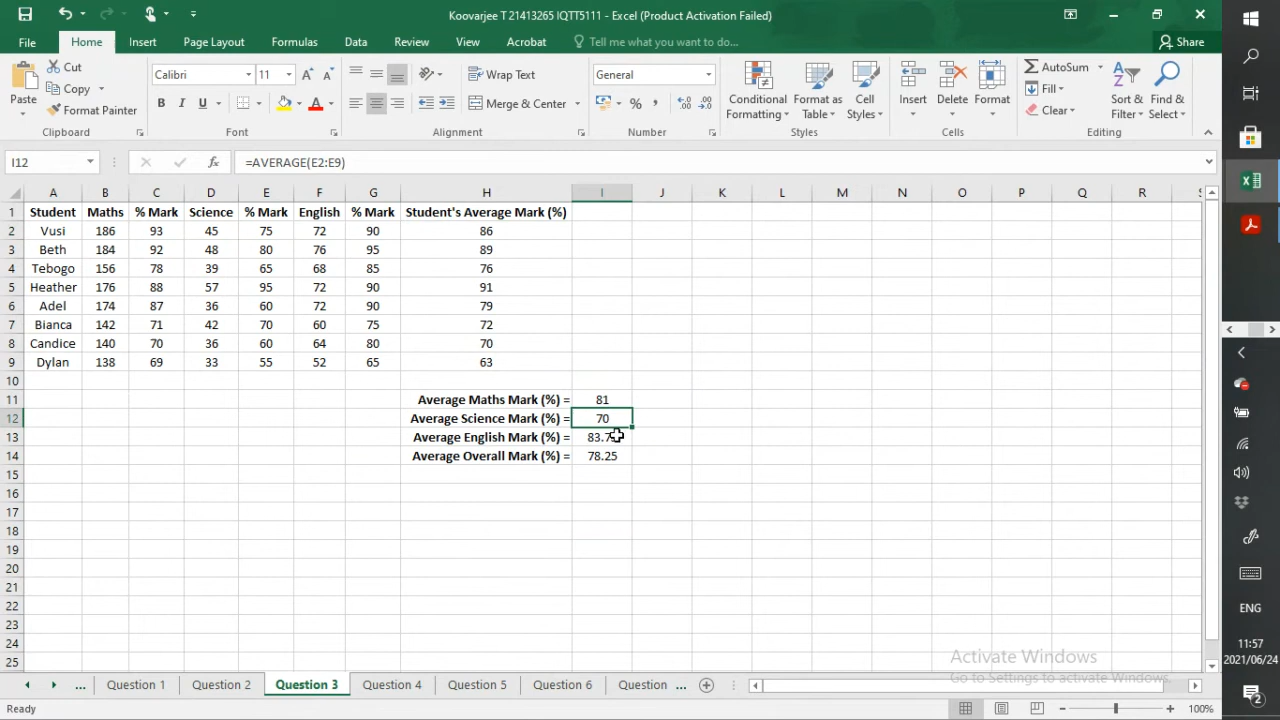 Koovarjee T 21413265 IQTT5111 - Excel (Product Activation Failed)
File Home Insert Page Layout Formulas Data Review View Acrobat Tell me what you want to do... Share
Paste Cut Copy Format Painter
Calibri 11 B I U A
Wrap Text Merge & Center
General % ,
Conditional Formatting Format as Table Cell Styles
Insert Delete Format
AutoSum Fill Clear Sort & Filter Find & Select
Clipboard Font Alignment Number Styles Cells Editing
I12 fx =AVERAGE(E2:E9)
A B C D E F G H I J K L M N O P Q R
1 Student Maths % Mark Science % Mark English % Mark Student's Average Mark (%)
2 Vusi 186 93 45 75 72 90 86
3 Beth 184 92 48 80 76 95 89
4 Tebogo 156 78 39 65 68 85 76
5 Heather 176 88 57 95 72 90 91
6 Adel 174 87 36 60 72 90 79
7 Bianca 142 71 42 70 60 75 72
8 Candice 140 70 36 60 64 80 70
9 Dylan 138 69 33 55 52 65 63
10
11 Average Maths Mark (%) = 81
12 Average Science Mark (%) = 70
13 Average English Mark (%) =
14 Average Overall Mark (%) = 78.25
15
16
17
18
19
20
21
22
23
24
25
Activate Windows
Go to Settings to activate Windows.
... Question 1 Question 2 Question 3 Question 4 Question 5 Question 6 Question ...
Ready 100%
ENG
11:57
2021/06/24
2